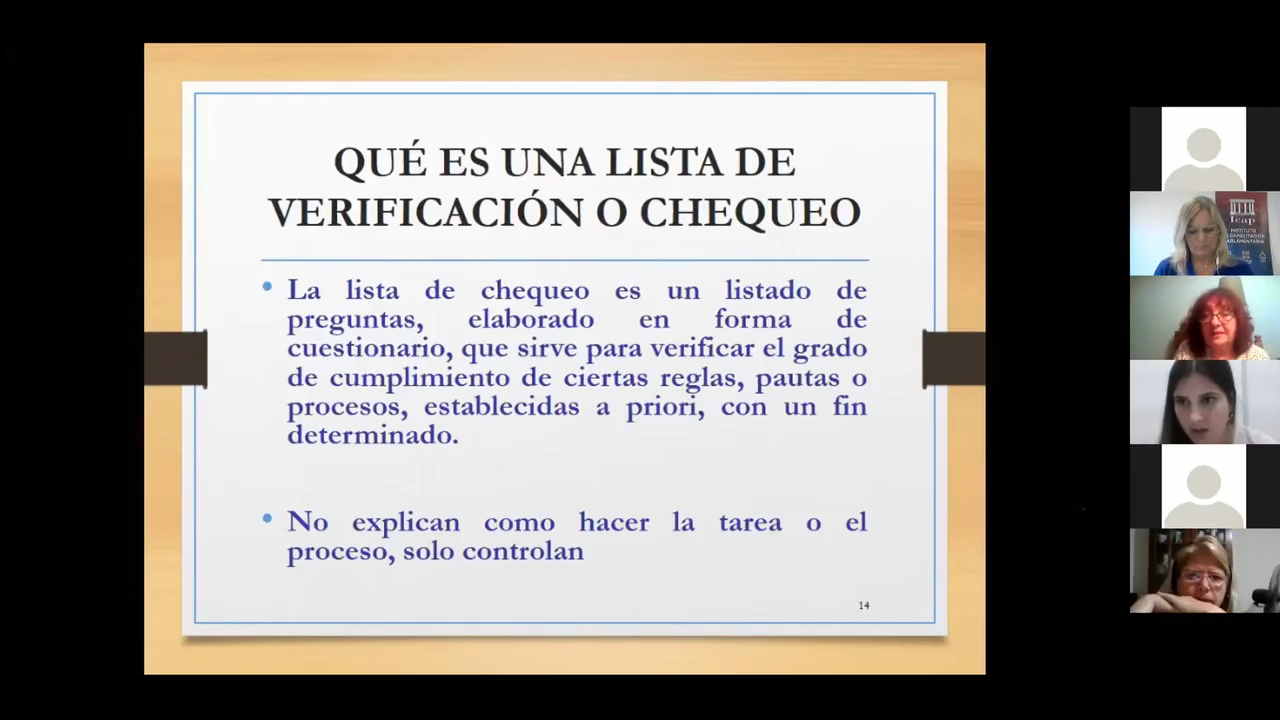 QUÉ ES UNA LISTA DE
VERIFICACIÓN O CHEQUEO
• La lista de chequeo es un listado de
preguntas, elaborado en forma de
cuestionario, que sirve para verificar el grado
de cumplimiento de ciertas reglas, pautas o
procesos, establecidas a priori, con un fin
determinado.
• No explican como hacer la tarea o el
proceso, solo controlan
14
Icap
INSTITUTO